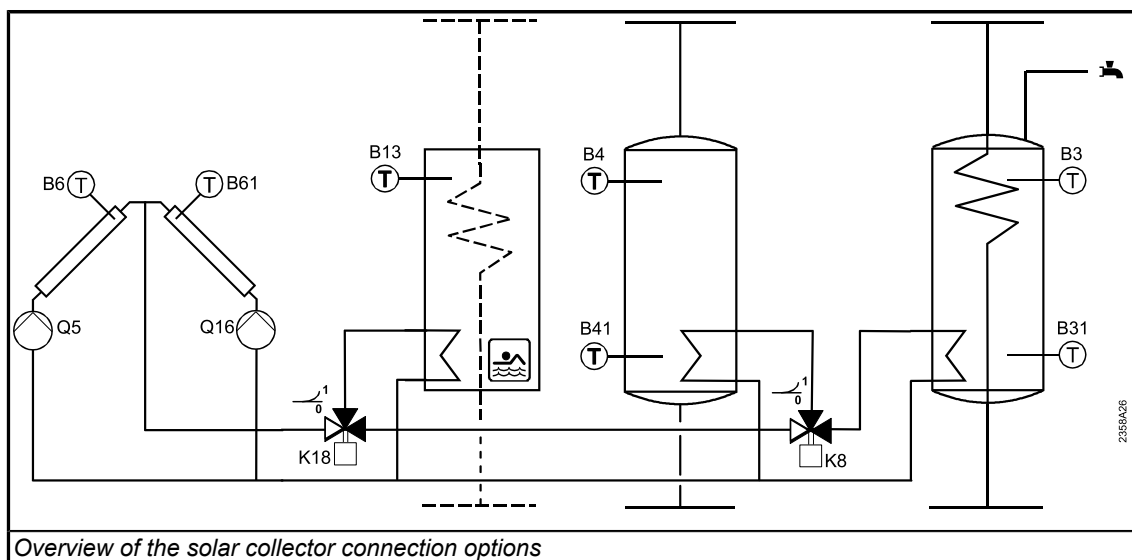 B13
B4
B3
B6
B61
T
T
T
T
T
Q5
Q16
B41
B31
T
T
1
0
1
0
K18
K8
2358A26
Overview of the solar collector connection options